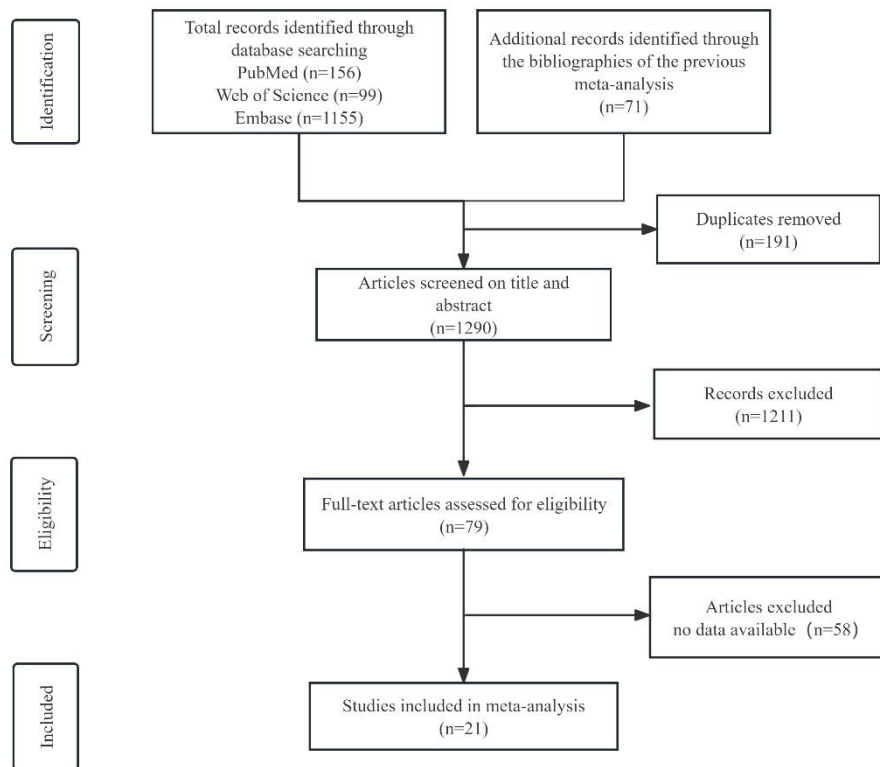 Identification
Total records identified through
database searching
PubMed (n=156)
Web of Science (n=99)
Embase (n=1155)
Additional records identified through
the bibliographies of the previous
meta-analysis
(n=71)
Duplicates removed
(n=191)
Screening
Articles screened on title and
abstract
(n=1290)
Records excluded
(n=1211)
Eligibility
Full-text articles assessed for eligibility
(n=79)
Articles excluded
no data available（n=58）
Included
Studies included in meta-analysis
(n=21)